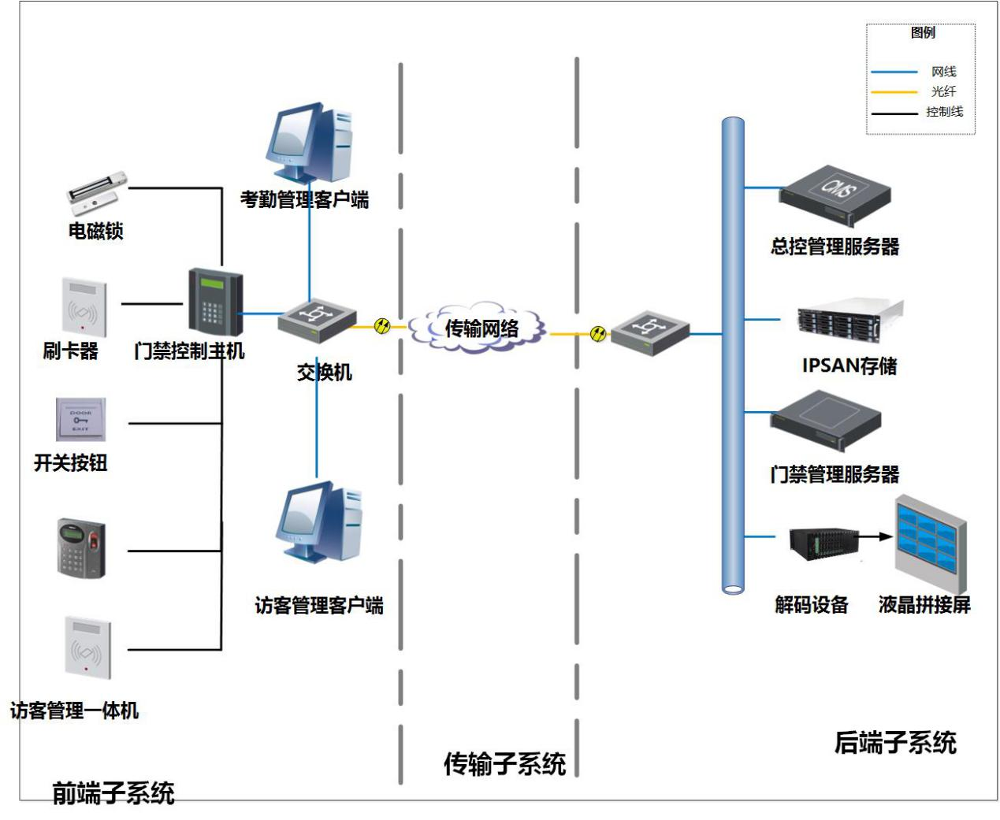 图例
网线
光纤
控制线
考勤管理客户端
电磁锁
刷卡器
门禁控制主机
交换机
传输网络
开关按钮
DOOR
EXIT
访客管理客户端
访客管理一体机
CMS
总控管理服务器
IPSAN存储
门禁管理服务器
解码设备
液晶拼接屏
前端子系统
传输子系统
后端子系统